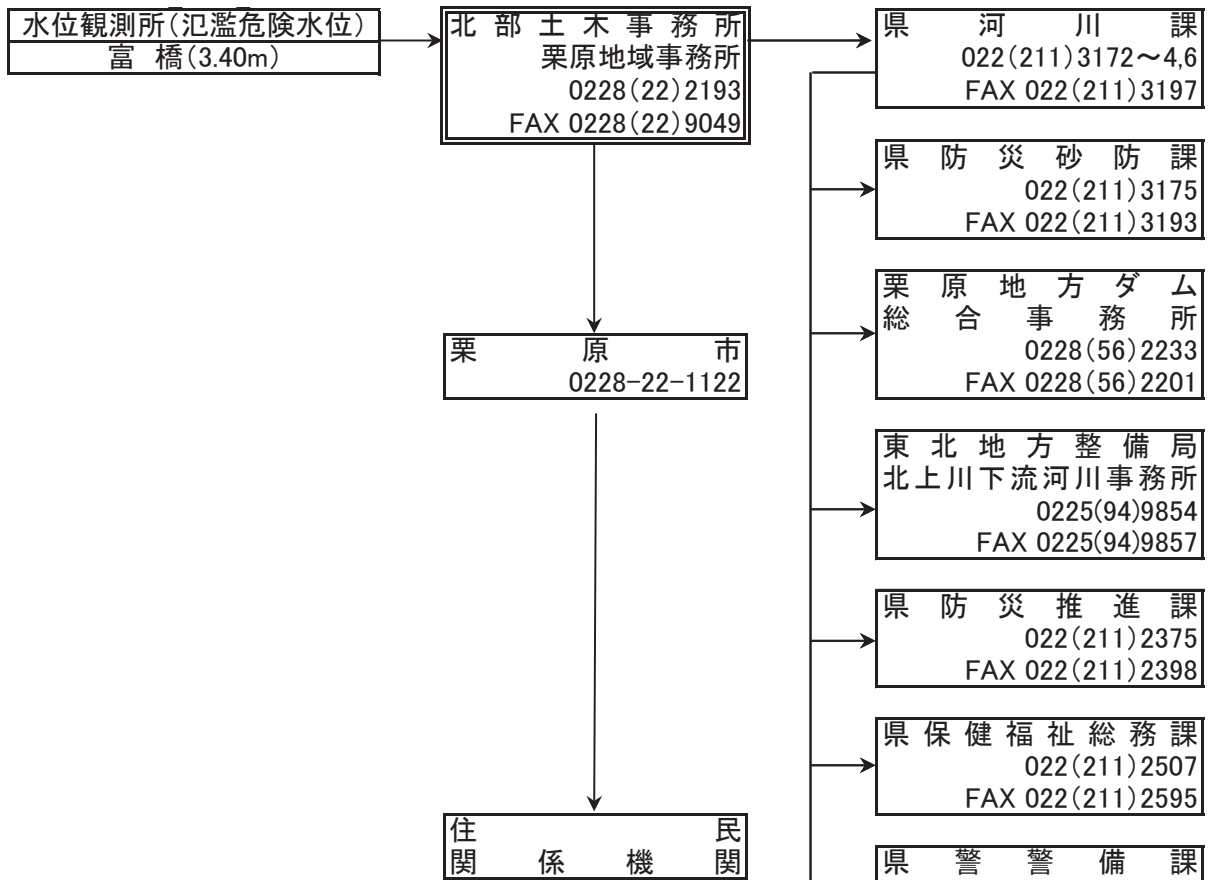 水位観測所(氾濫危険水位)
富 橋(3.40m)
北部土木事務所
栗原地域事務所
0228(22)2193
FAX 0228(22)9049
栗原市
0228-22-1122
住民
関係機関
県河川課
022(211)3172～4,6
FAX 022(211)3197
県防災砂防課
022(211)3175
FAX 022(211)3193
栗原地方ダム
総合事務所
0228(56)2233
FAX 0228(56)2201
東北地方整備局
北上川下流河川事務所
0225(94)9854
FAX 0225(94)9857
県防災推進課
022(211)2375
FAX 022(211)2398
県保健福祉総務課
022(211)2507
FAX 022(211)2595
県警警備課